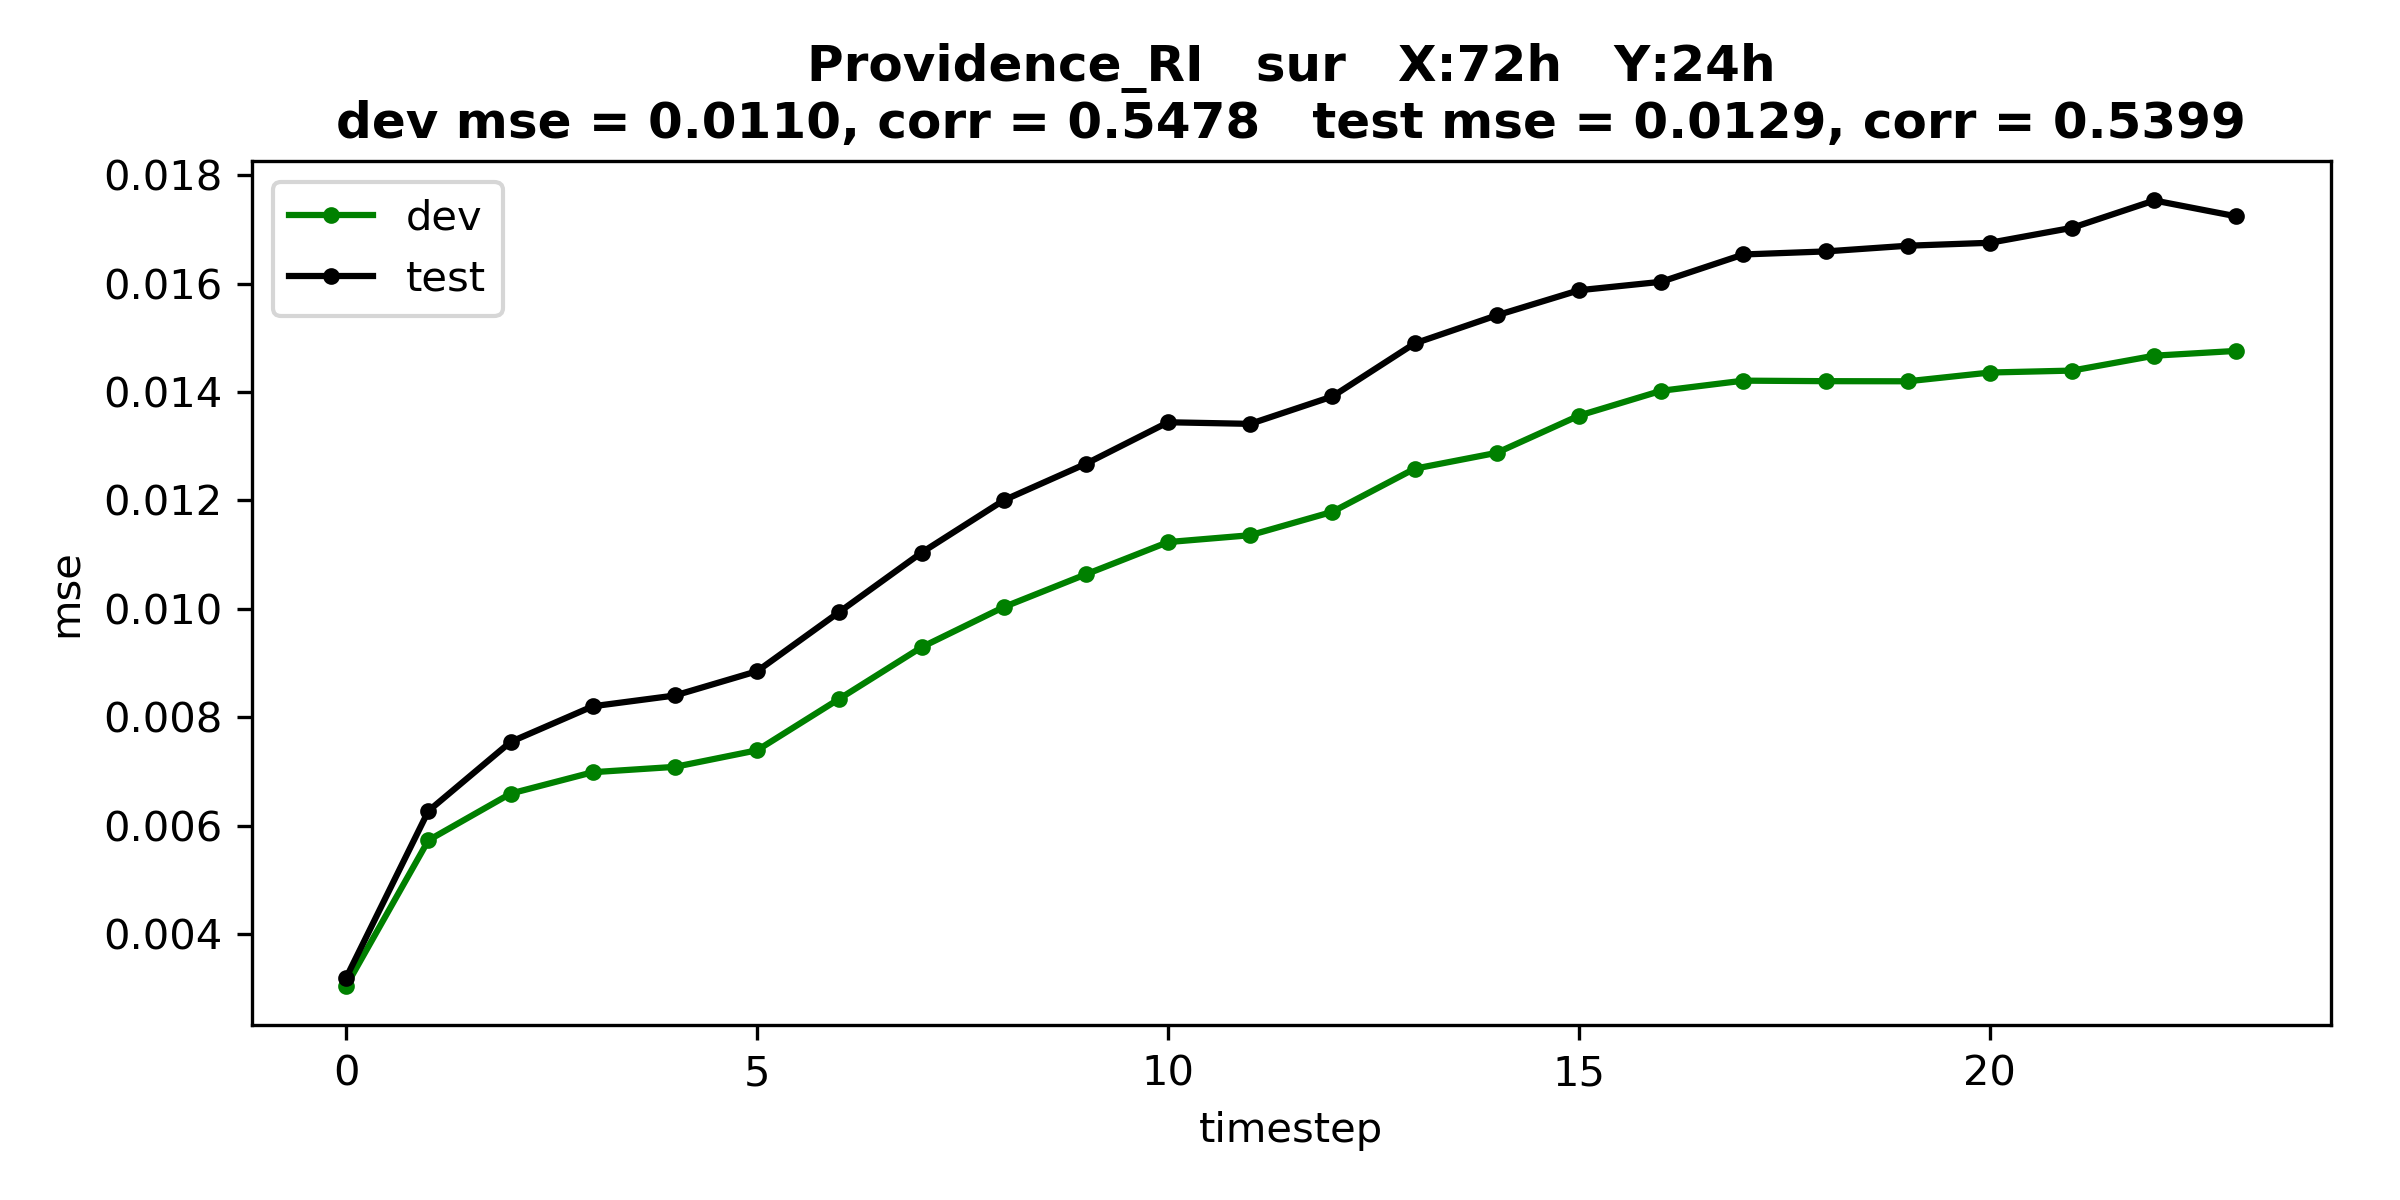 Providence_RI   sur   X:72h   Y:24h
dev mse = 0.0110, corr = 0.5478   test mse = 0.0129, corr = 0.5399
dev
test
0.018
0.016
0.014
0.012
0.010
0.008
0.006
0.004
mse
0 5 10 15 20
timestep